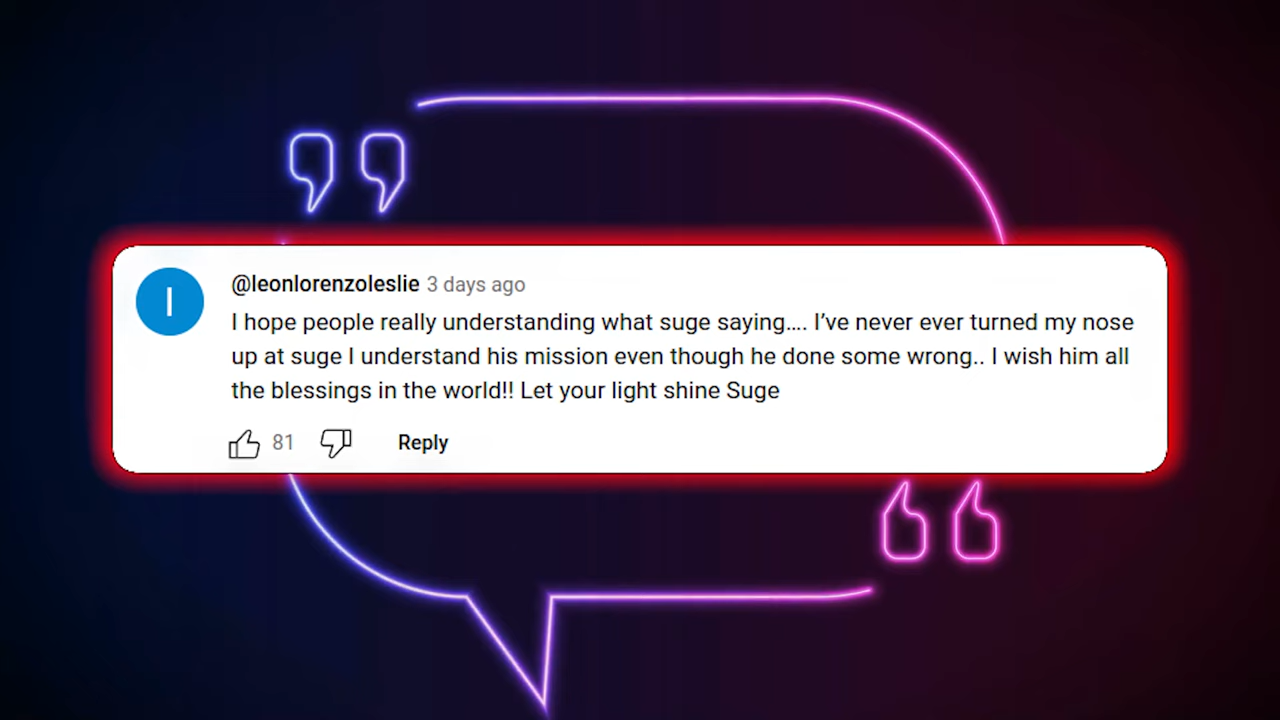 @leonlorenzoleslie 3 days ago
I hope people really understanding what suge saying.... I’ve never ever turned my nose
up at suge I understand his mission even though he done some wrong.. I wish him all
the blessings in the world!! Let your light shine Suge
81 Reply